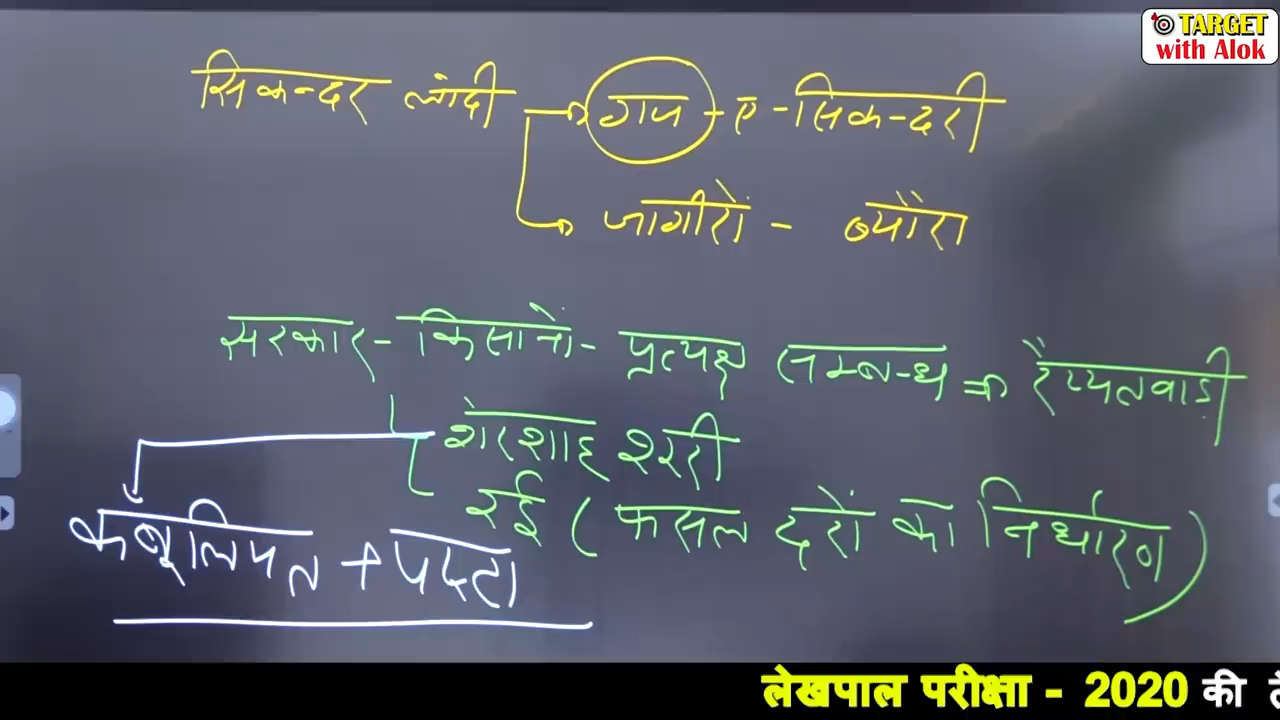 TARGET
with Alok
सिकन्दर लोदी → गज - ए - सिकन्दरी
जागीरों - ब्यौरा
सरकार - किसानों - प्रत्यक्ष सम्बन्ध ⇒ रैय्यतवाड़ी
शेरशाह शूरी
रई ( फसल दरों का निर्धारण )
कबूलियत + पट्टा
लेखपाल परीक्षा - 2020 की